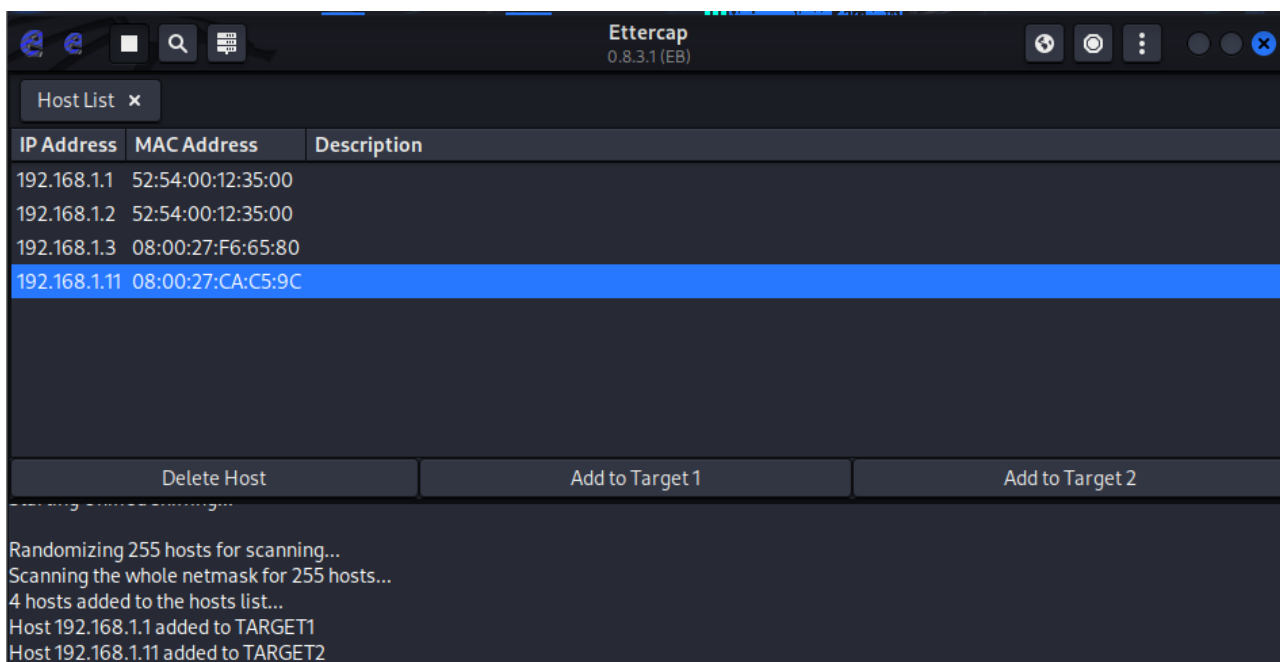 Ettercap
0.8.3.1 (EB)
Host List ×
IP Address MAC Address Description
192.168.1.1 52:54:00:12:35:00
192.168.1.2 52:54:00:12:35:00
192.168.1.3 08:00:27:F6:65:80
192.168.1.11 08:00:27:CA:C5:9C
Delete Host Add to Target 1 Add to Target 2
Randomizing 255 hosts for scanning...
Scanning the whole netmask for 255 hosts...
4 hosts added to the hosts list...
Host 192.168.1.1 added to TARGET1
Host 192.168.1.11 added to TARGET2